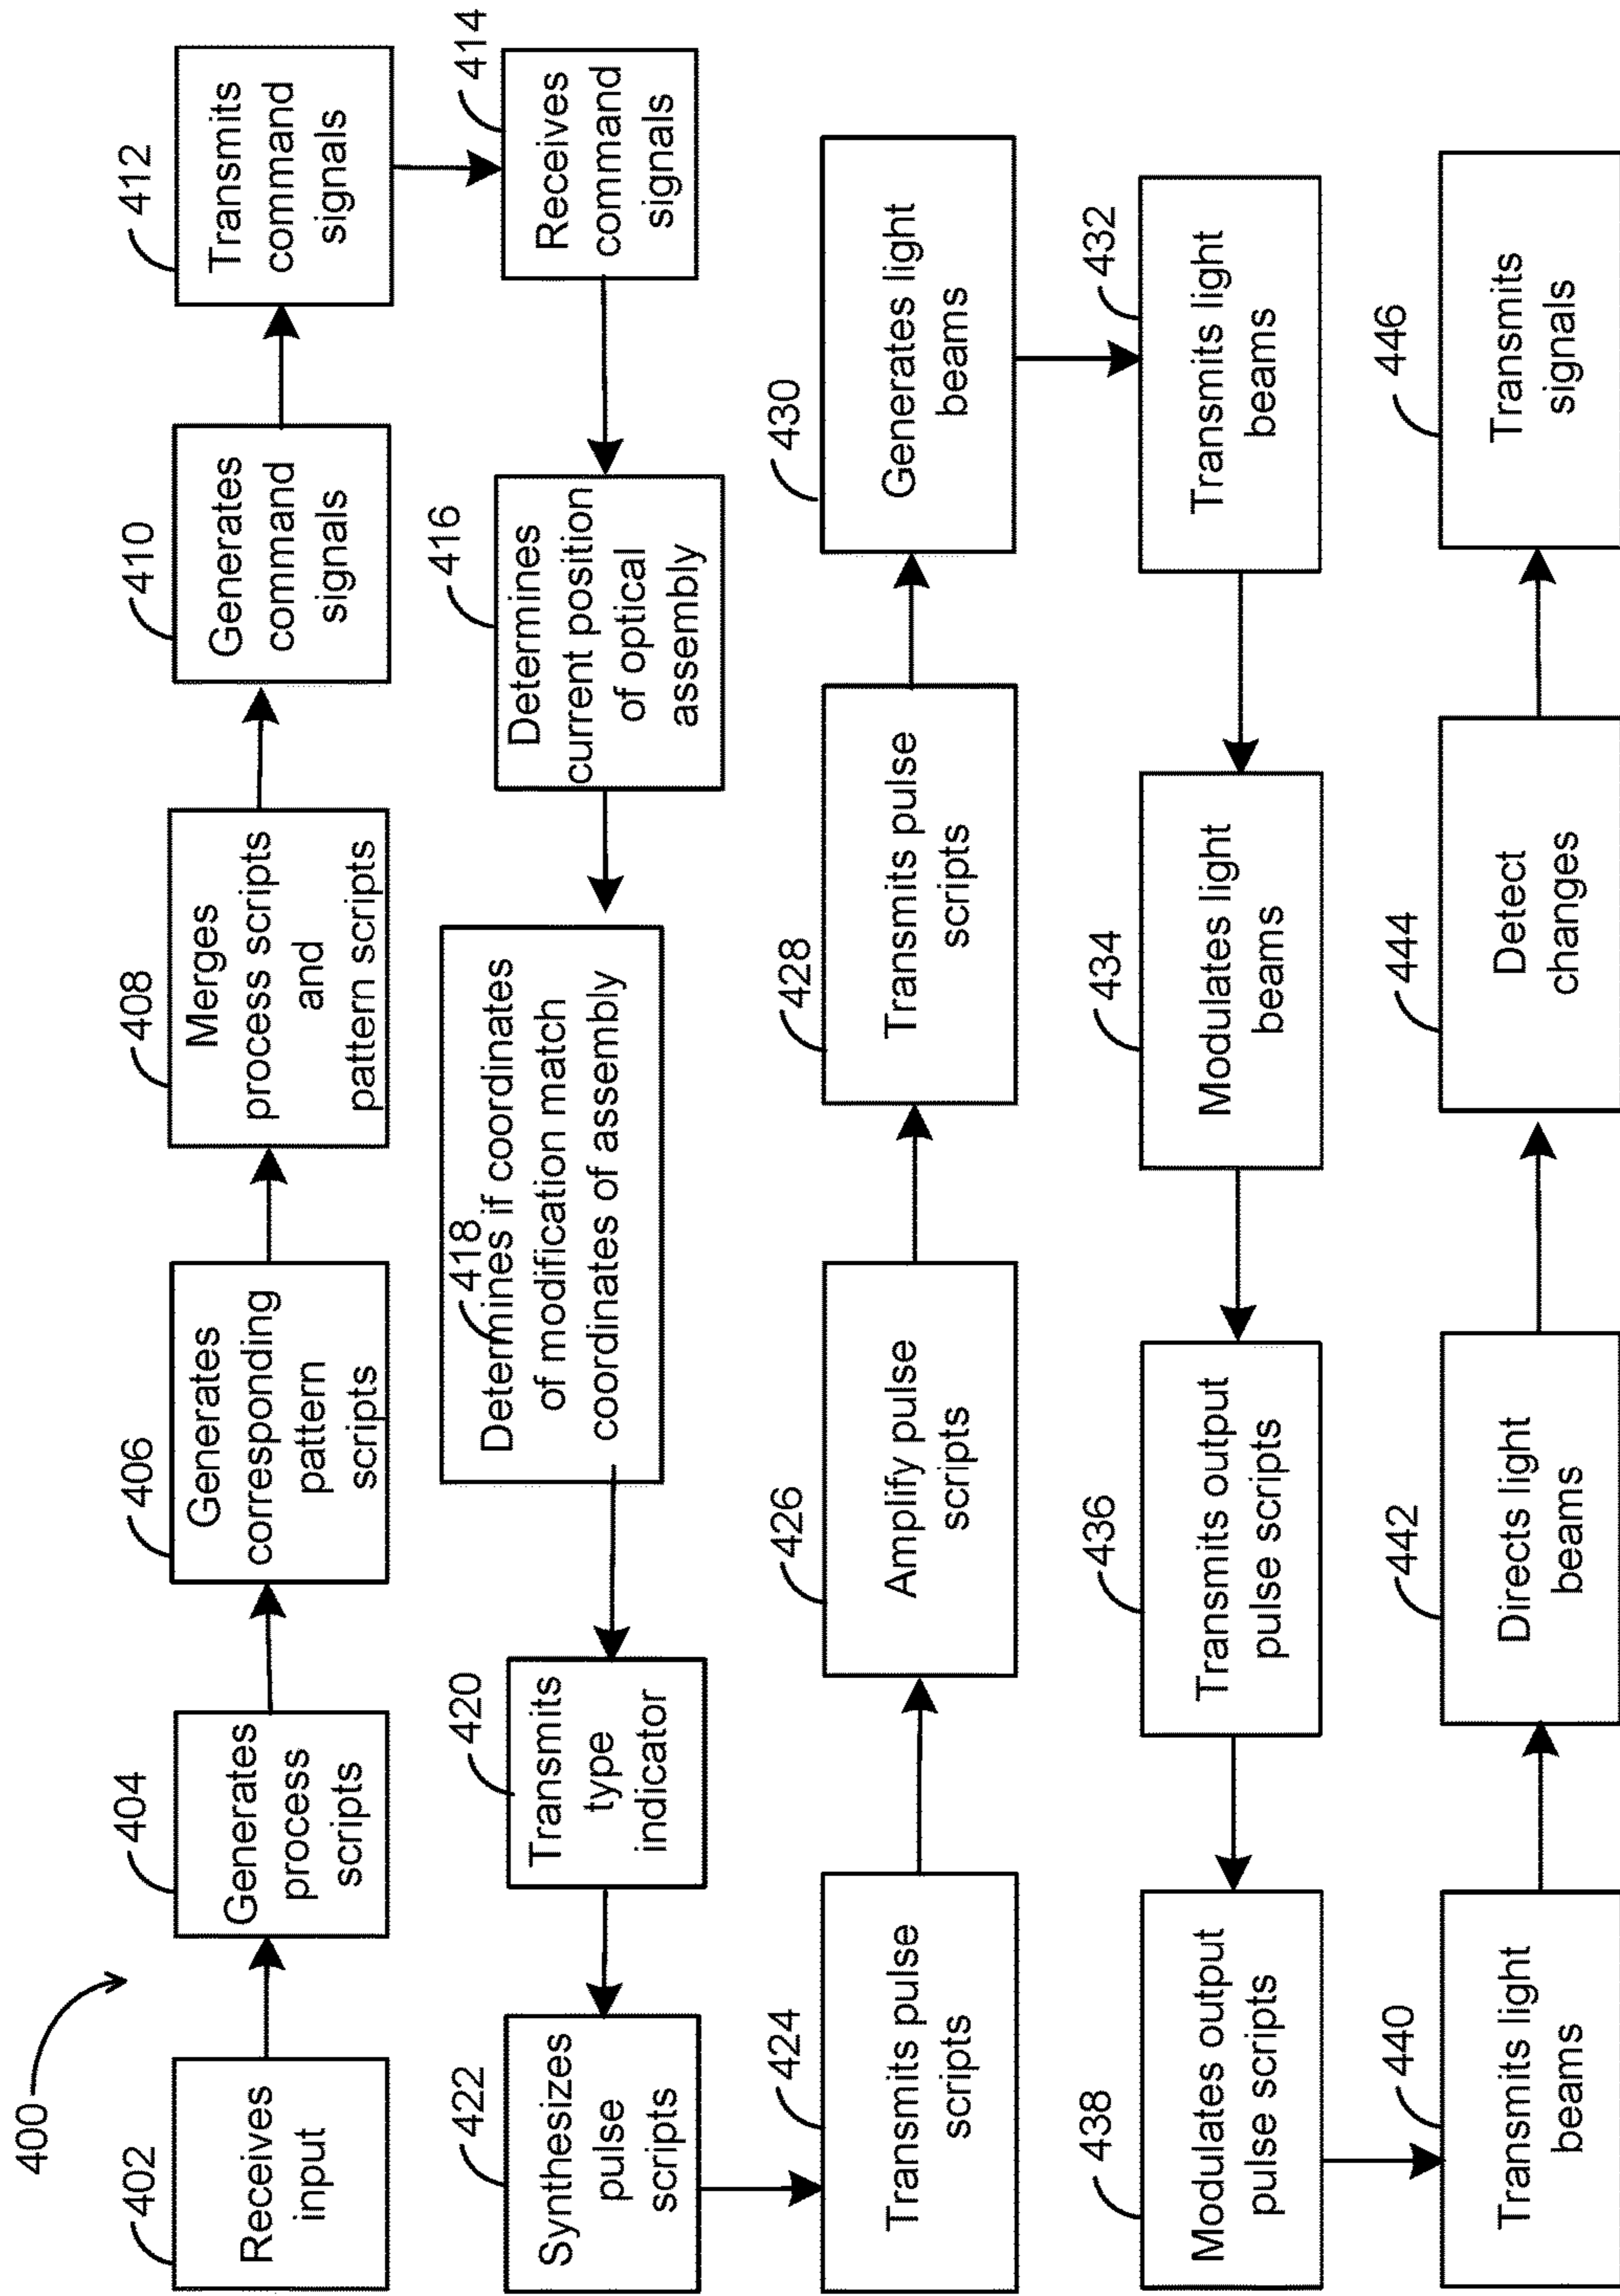 400
402
Receives
input
404
Generates
process
scripts
406
Generates
corresponding
pattern
scripts
408
Merges
process scripts
and
pattern scripts
410
Generates
command
signals
412
Transmits
command
signals
414
Receives
command
signals
416
Determines
current position
of optical
assembly
418
Determines if coordinates
of modification match
coordinates of assembly
420
Transmits
type
indicator
422
Synthesizes
pulse
scripts
424
Transmits pulse
scripts
426
Amplify pulse
scripts
428
Transmits pulse
scripts
430
Generates light
beams
432
Transmits light
beams
434
Modulates light
beams
436
Transmits output
pulse scripts
438
Modulates output
pulse scripts
440
Transmits light
beams
442
Directs light
beams
444
Detect
changes
446
Transmits
signals